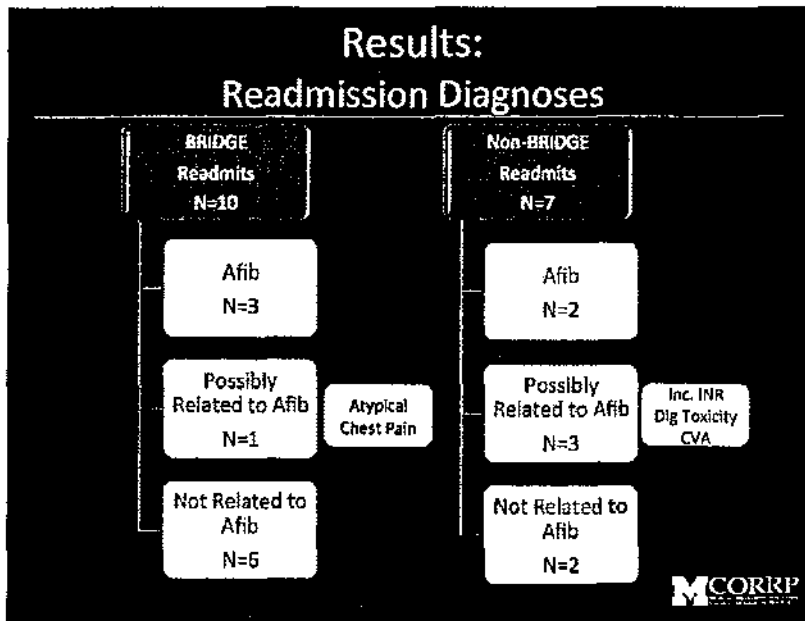 Results:
Readmission Diagnoses
BRIDGE
Readmits
N=10
Afib
N=3
Possibly
Related to Afib
N=1
Atypical
Chest Pain
Not Related to
Afib
N=6
Non-BRIDGE
Readmits
N=7
Afib
N=2
Possibly
Related to Afib
N=3
Inc. INR
Dig Toxicity
CVA
Not Related to
Afib
N=2
MCORRP